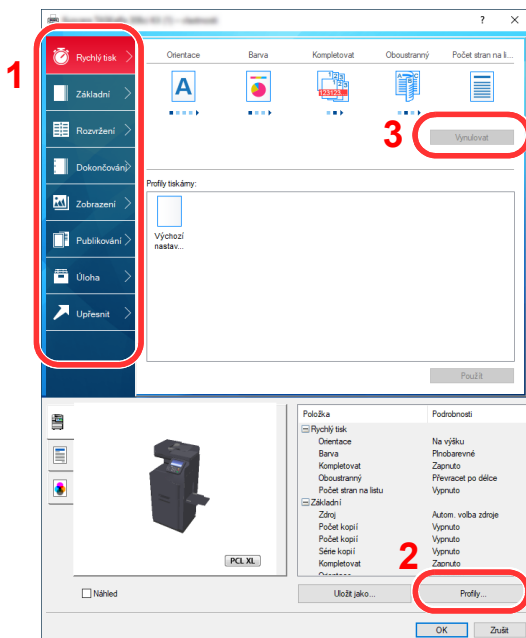 ? ×
1
Rychlý tisk
Základní
Rozvržení
Dokončování
Zobrazení
Publikování
Úloha
Upřesnit
Orientace Barva Kompletovat Oboustranný Počet stran na li...
A
123123
3
Vynulovat
Profily tiskárny:
Výchozí
nastav...
Použít
PCL XL
Náhled
Položka Podrobnosti
Rychlý tisk
Orientace Na výšku
Barva Plnobarevné
Kompletovat Zapnuto
Oboustranný Převracet po délce
Počet stran na listu Vypnuto
Základní
Zdroj Autom. volba zdroje
Počet kopií Vypnuto
Počet kopií Vypnuto
Série kopií Vypnuto
Kompletovat Zapnuto
2
Uložit jako... Profily...
OK Zrušit